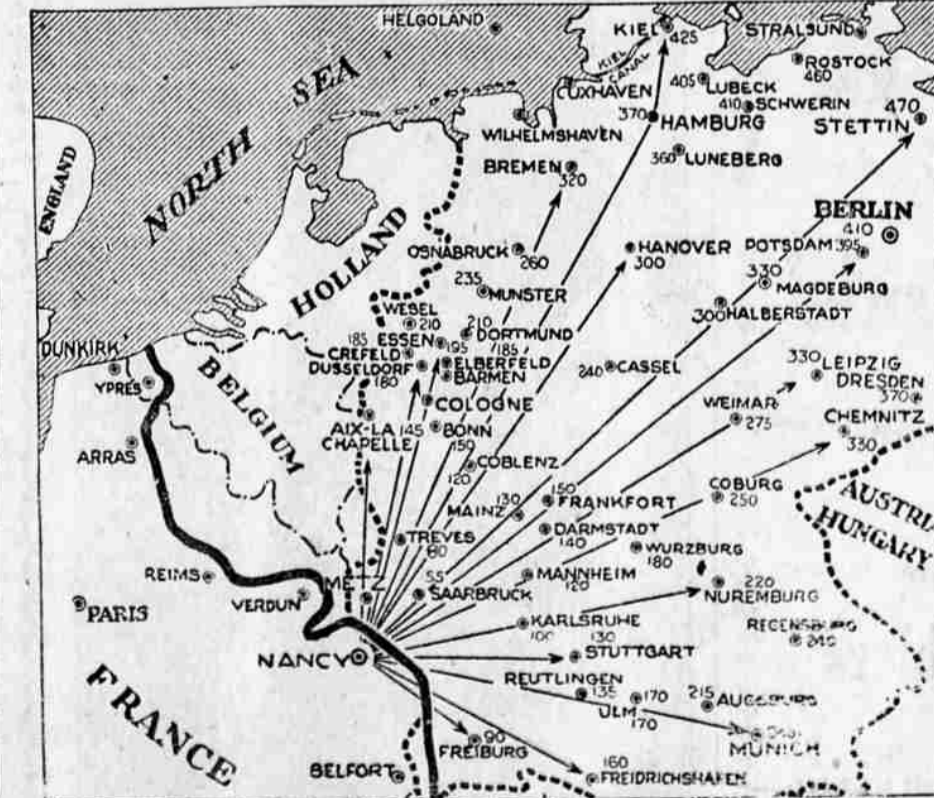 HELGOLAND
KIEL
425
STRALSUND
KIEL
CANAL
ROSTOCK
460
CUXHAVEN
405
LUBECK
410
SCHWERIN
NORTH SEA
ENGLAND
WILHELMSHAVEN
370
HAMBURG
470
STETTIN
BREMEN
320
360
LUNEBERG
BERLIN
410
HOLLAND
OSNABRUCK
260
HANOVER
300
POTSDAM
395
235
MUNSTER
330
MAGDEBURG
WESEL
210
300
HALBERSTADT
210
DORTMUND
DUNKIRK
185
ESSEN
195
185
CREFELD
ELBERFELD
DUSSELDORF
180
BARMEN
240
CASSEL
330
LEIPZIG
DRESDEN
370
YPRES
BELGIUM
COLOGNE
145
WEIMAR
275
CHEMNITZ
330
AIX-LA
CHAPELLE
BONN
150
ARRAS
COBLENZ
120
COBURG
250
AUSTRI
HUNGARY
130
MAINZ
150
FRANKFORT
TREVES
80
DARMSTADT
140
WURZBURG
180
REIMS
METZ
55
SAARBRUCK
MANNHEIM
120
220
NUREMBURG
PARIS
VERDUN
KARLSRUHE
100
RECENSBURG
240
NANCY
130
STUTTGART
REUTLINGEN
135
170
ULM
170
215
AUGSBURG
FRANCE
90
FREIBURG
MUNICH
BELFORT
160
FREIDRICHSHAFEN